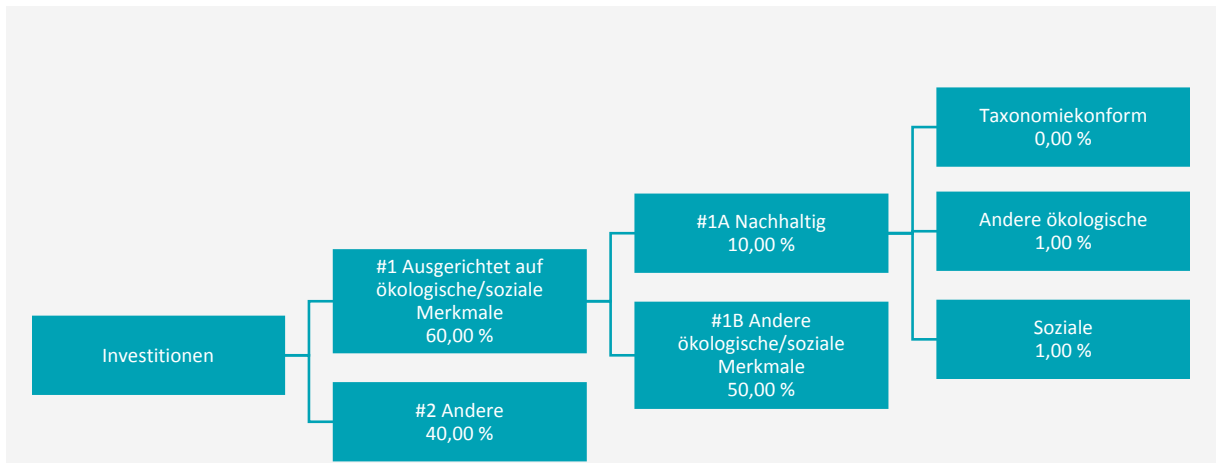 Investitionen
#1 Ausgerichtet auf
ökologische/soziale
Merkmale
60,00 %
#2 Andere
40,00 %
#1A Nachhaltig
10,00 %
#1B Andere
ökologische/soziale
Merkmale
50,00 %
Taxonomiekonform
0,00 %
Andere ökologische
1,00 %
Soziale
1,00 %